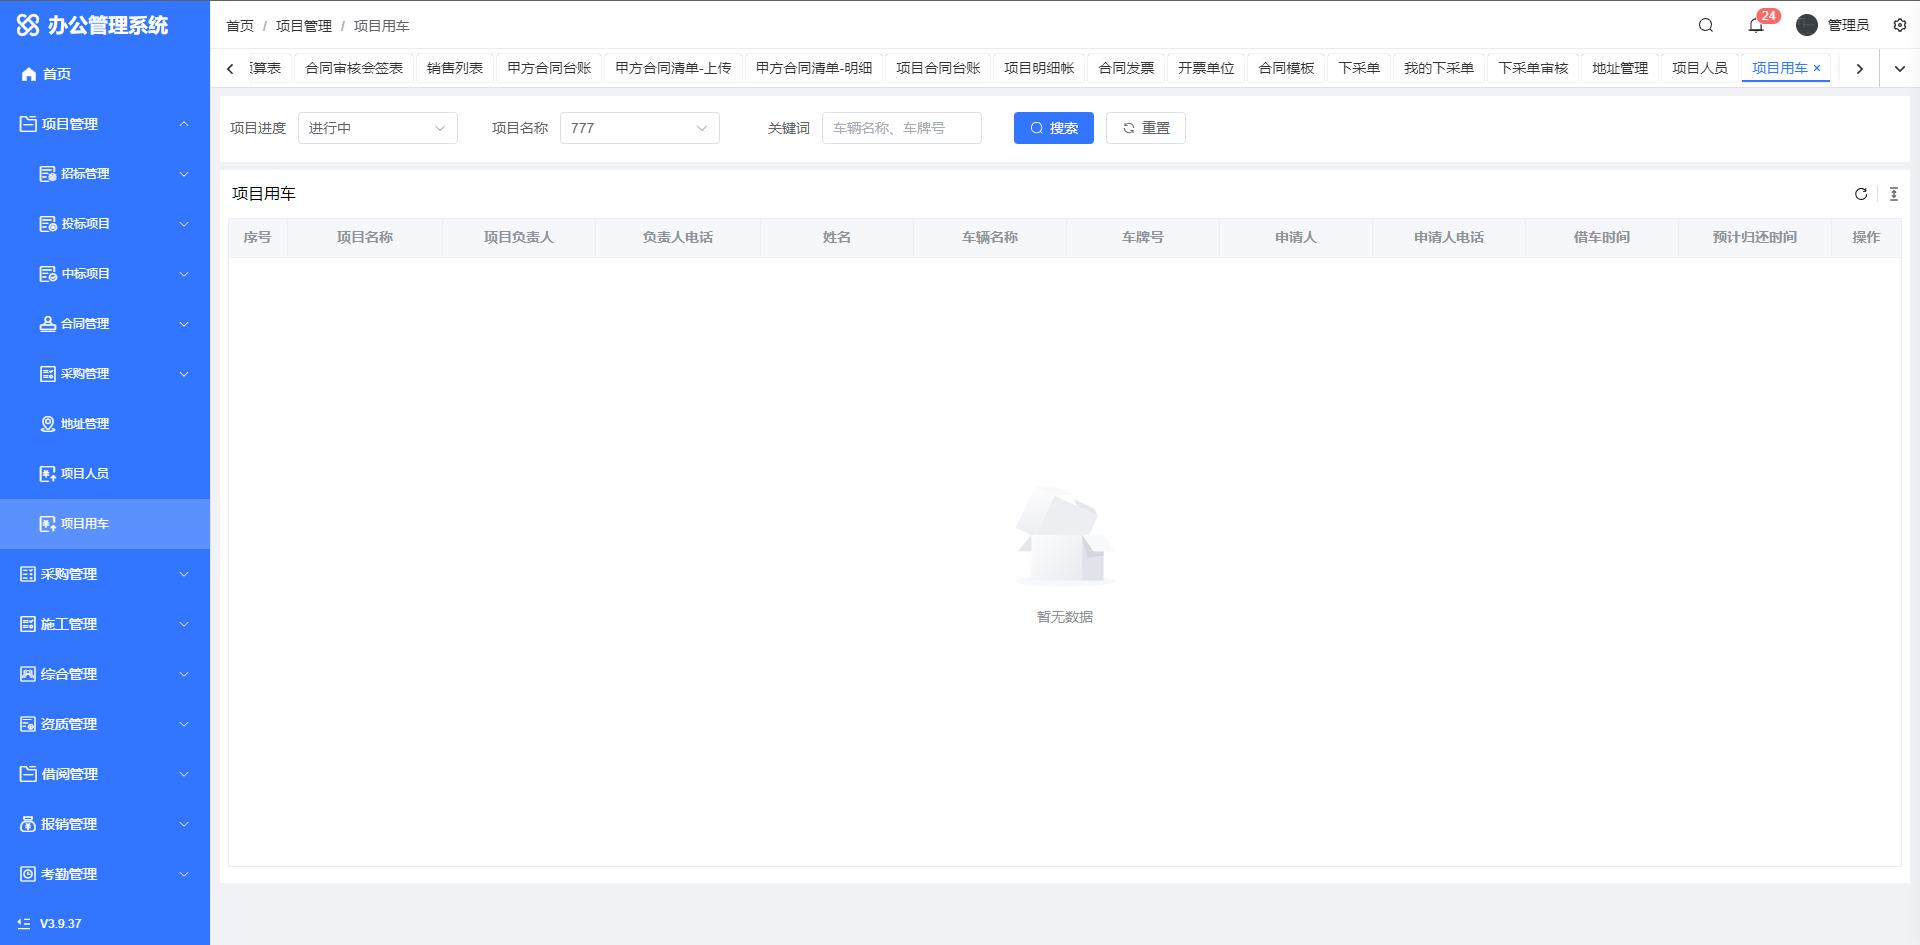 办公管理系统
首页 / 项目管理 / 项目用车
24
管理员
算表
合同审核会签表
销售列表
甲方合同台账
甲方合同清单-上传
甲方合同清单-明细
项目合同台账
项目明细帐
合同发票
开票单位
合同模板
下采单
我的下采单
下采单审核
地址管理
项目人员
项目用车 ×
首页
项目管理
招标管理
投标项目
中标项目
合同管理
采购管理
地址管理
项目人员
项目用车
采购管理
施工管理
综合管理
资质管理
借阅管理
报销管理
考勤管理
V3.9.37
项目进度 进行中 项目名称 777 关键词 车辆名称、车牌号 搜索 重置
项目用车
序号 项目名称 项目负责人 负责人电话 姓名 车辆名称 车牌号 申请人 申请人电话 借车时间 预计归还时间 操作
暂无数据